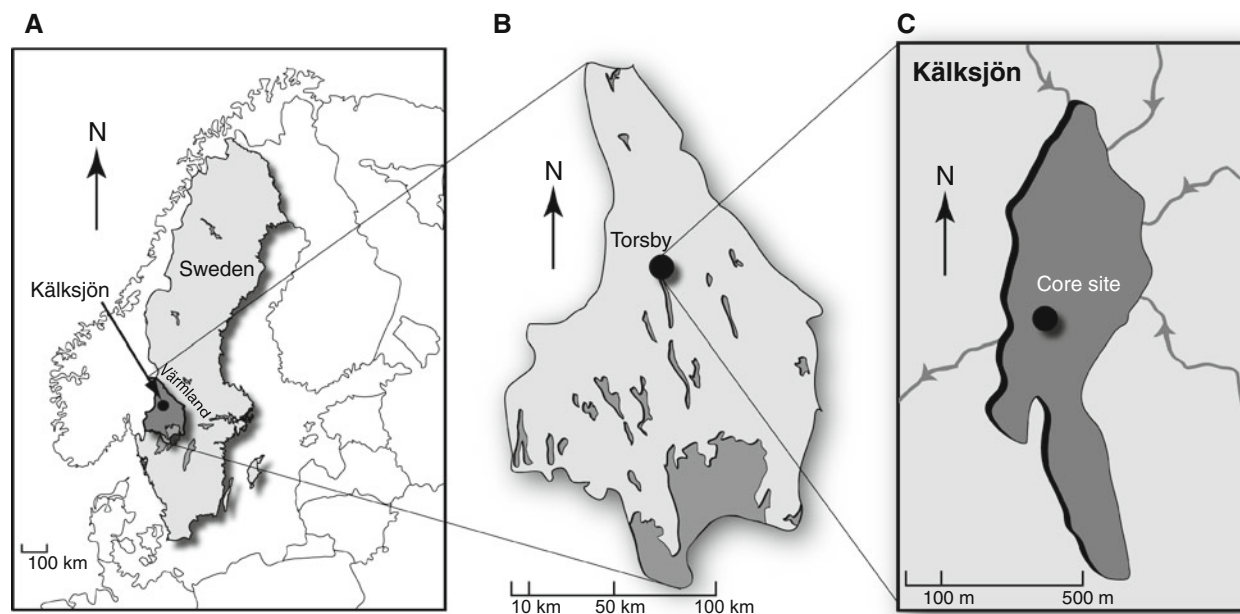 A
N
Sweden
Kälksjön
Värmland
100 km
B
N
Torsby
10 km 50 km 100 km
C
Kälksjön
N
Core site
100 m 500 m